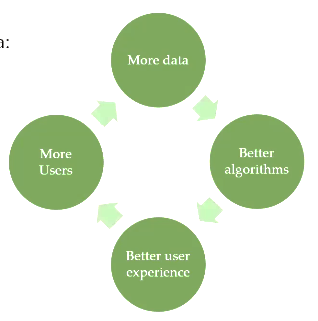 a:
More data
Better
algorithms
Better user
experience
More
Users